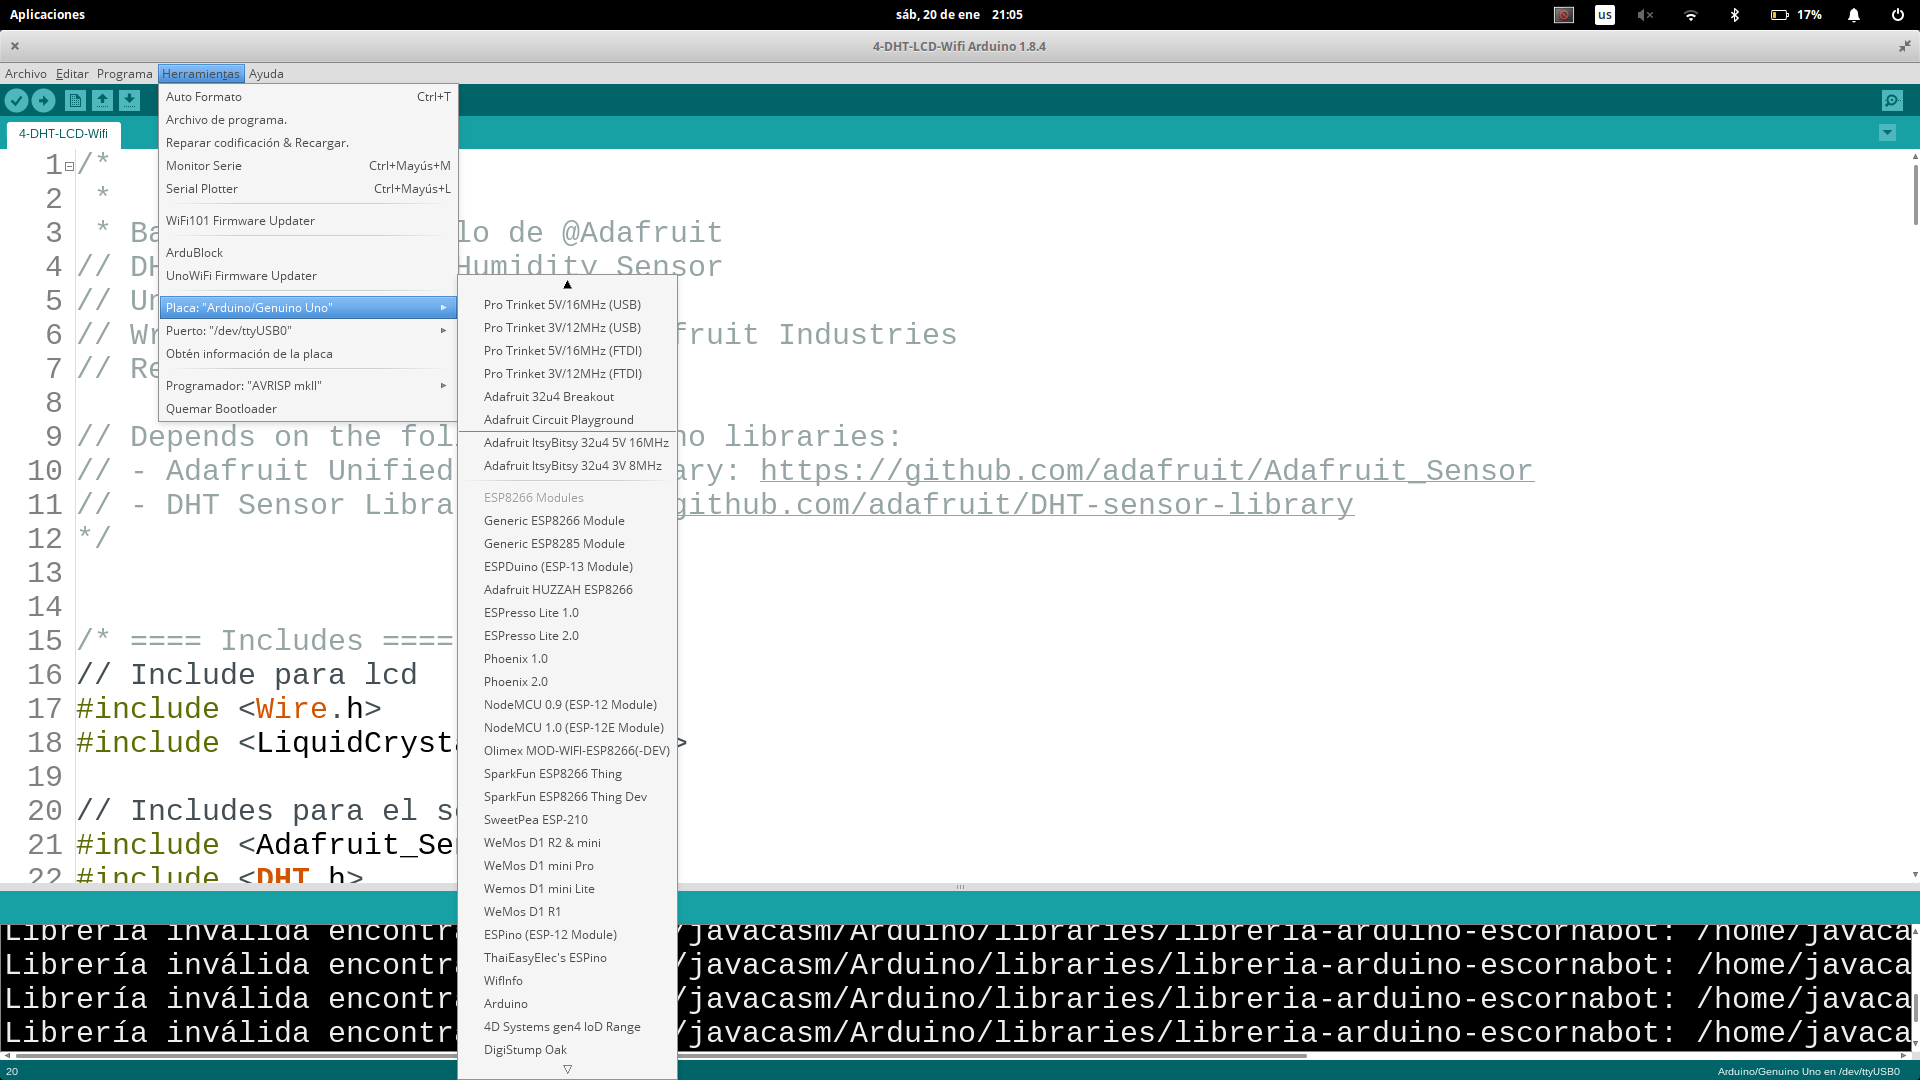 Aplicaciones
sáb, 20 de ene 21:05
us
17%
4-DHT-LCD-Wifi Arduino 1.8.4
Archivo Editar Programa Herramientas Ayuda
4-DHT-LCD-Wifi
Auto Formato Ctrl+T
Archivo de programa.
Reparar codificación & Recargar.
Monitor Serie Ctrl+Mayús+M
Serial Plotter Ctrl+Mayús+L
WiFi101 Firmware Updater
ArduBlock
UnoWiFi Firmware Updater
Placa: "Arduino/Genuino Uno"
Puerto: "/dev/ttyUSB0"
Obtén información de la placa
Programador: "AVRISP mkII"
Quemar Bootloader
Pro Trinket 5V/16MHz (USB)
Pro Trinket 3V/12MHz (USB)
Pro Trinket 5V/16MHz (FTDI)
Pro Trinket 3V/12MHz (FTDI)
Adafruit 32u4 Breakout
Adafruit Circuit Playground
Adafruit ItsyBitsy 32u4 5V 16MHz
Adafruit ItsyBitsy 32u4 3V 8MHz
ESP8266 Modules
Generic ESP8266 Module
Generic ESP8285 Module
ESPDuino (ESP-13 Module)
Adafruit HUZZAH ESP8266
ESPresso Lite 1.0
ESPresso Lite 2.0
Phoenix 1.0
Phoenix 2.0
NodeMCU 0.9 (ESP-12 Module)
NodeMCU 1.0 (ESP-12E Module)
Olimex MOD-WIFI-ESP8266(-DEV)
SparkFun ESP8266 Thing
SparkFun ESP8266 Thing Dev
SweetPea ESP-210
WeMos D1 R2 & mini
WeMos D1 mini Pro
Wemos D1 mini Lite
WeMos D1 R1
ESPino (ESP-12 Module)
ThaiEasyElec's ESPino
WifInfo
Arduino
4D Systems gen4 IoD Range
DigiStump Oak
1 /*
2 *
3 * Ba lo de @Adafruit
4 // DH Humidity Sensor
5 // Un
6 // Wr fruit Industries
7 // Re
8
9 // Depends on the fol no libraries:
10 // - Adafruit Unified ary: https://github.com/adafruit/Adafruit_Sensor
11 // - DHT Sensor Libra github.com/adafruit/DHT-sensor-library
12 */
13
14
15 /* ==== Includes ====
16 // Include para lcd
17 #include <Wire.h>
18 #include <LiquidCryst >
19
20 // Includes para el s
21 #include <Adafruit_Se
22 #include <DHT.h>
Librería inválida encontr /javacasm/Arduino/libraries/libreria-arduino-escornabot: /home/javaca
Librería inválida encontr /javacasm/Arduino/libraries/libreria-arduino-escornabot: /home/javaca
Librería inválida encontr /javacasm/Arduino/libraries/libreria-arduino-escornabot: /home/javaca
Librería inválida encontr /javacasm/Arduino/libraries/libreria-arduino-escornabot: /home/javaca
20
Arduino/Genuino Uno en /dev/ttyUSB0